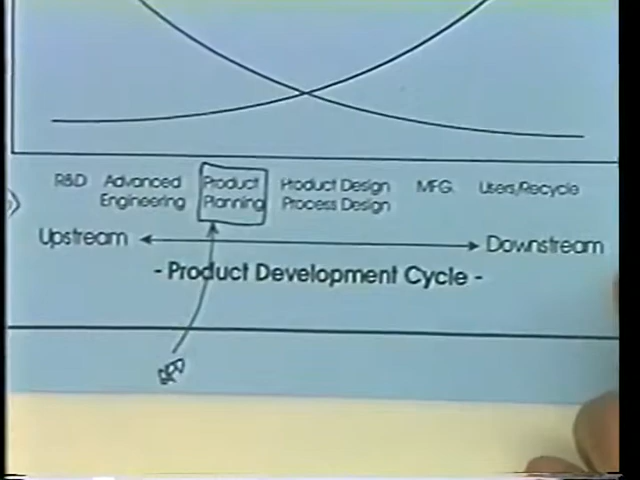 R&D Advanced Engineering Product Planning Product Design Process Design MFG. Users/Recycle
Upstream Downstream
- Product Development Cycle -